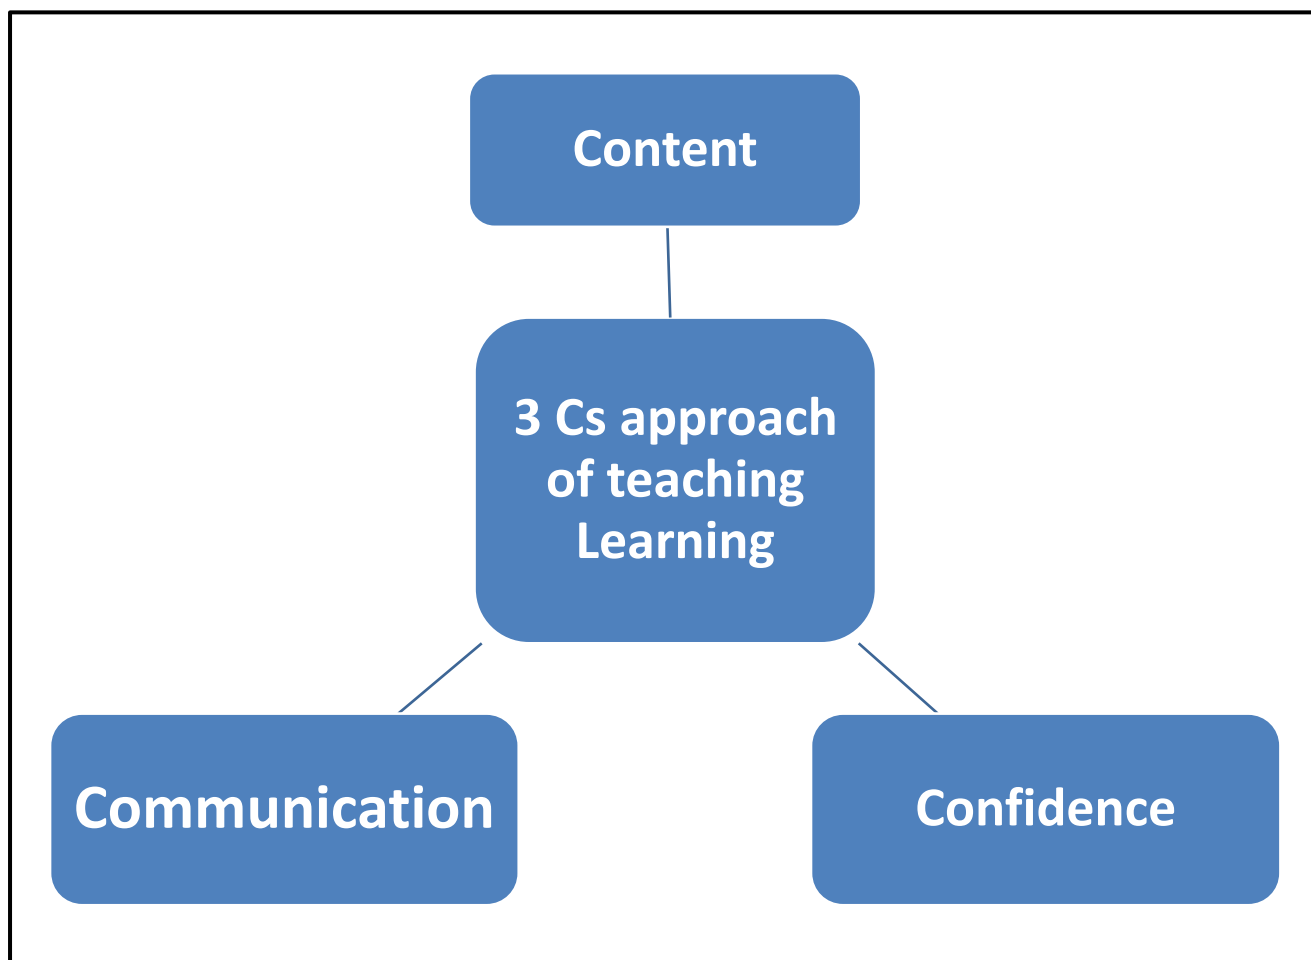 Content
3 Cs approach
of teaching
Learning
Communication
Confidence